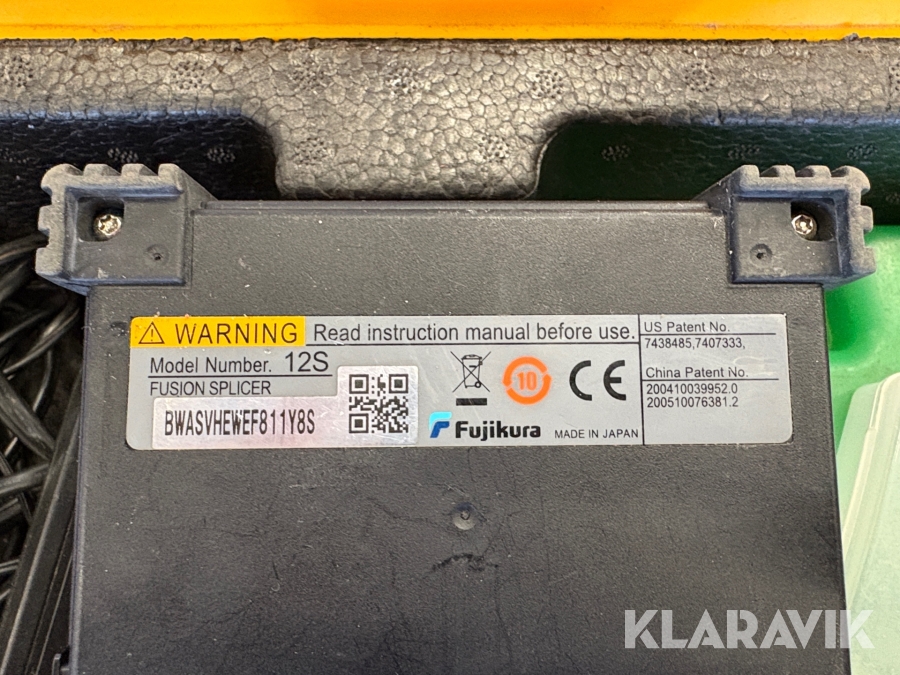 WARNING Read instruction manual before use.
Model Number. 12S
FUSION SPLICER
BWASVHEWEF811Y8S
10
CE
Fujikura MADE IN JAPAN
US Patent No.
7438485,7407333,
China Patent No.
200410039952.0
200510076381.2
KLARAVIK